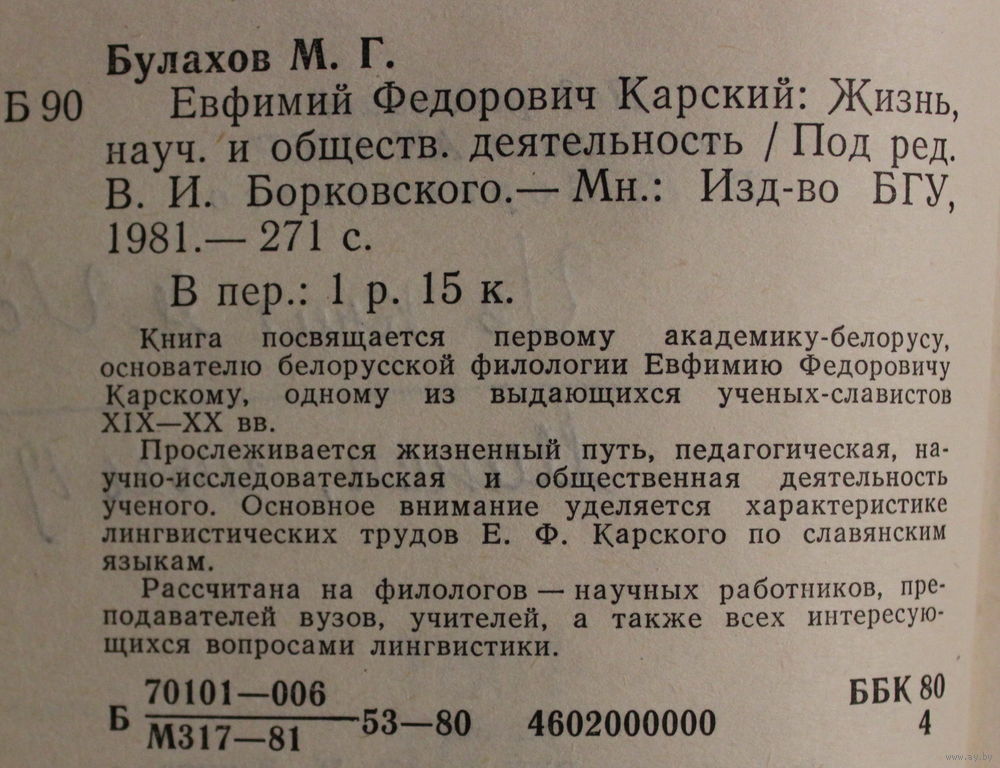 Булахов М. Г.
Б 90 Евфимий Федорович Карский: Жизнь,
науч. и обществ. деятельность / Под ред.
В. И. Борковского.— Мн.: Изд-во БГУ,
1981.— 271 с.
В пер.: 1 р. 15 к.
Книга посвящается первому академику-белорусу,
основателю белорусской филологии Евфимию Федоровичу
Карскому, одному из выдающихся ученых-славистов
XIX—XX вв.
Прослеживается жизненный путь, педагогическая, на-
учно-исследовательская и общественная деятельность
ученого. Основное внимание уделяется характеристике
лингвистических трудов Е. Ф. Карского по славянским
языкам.
Рассчитана на филологов — научных работников, пре-
подавателей вузов, учителей, а также всех интересую-
щихся вопросами лингвистики.
Б 70101—006
М317—81 —53—80 4602000000
ББК 80
4
www.ay.by